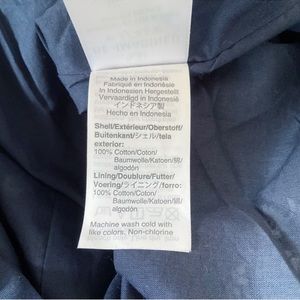 Made in Indonesia
Fabriqué en Indonésie
In Indonesien Hergestellt
Vervaardigd in Indonesië
インドネシア製
Hecho en Indonesia
Shell/Extérieur/Oberstoff/
Buitenkant/シェル/tela
exterior:
100% Cotton/Coton/
Baumwolle/Katoen/綿/
algodón
Lining/Doublure/Futter/
Voering/ライニング/forro:
100% Cotton/Coton/
Baumwolle/Katoen/綿/
algodón
Machine wash cold with
like colors. Non-chlorine